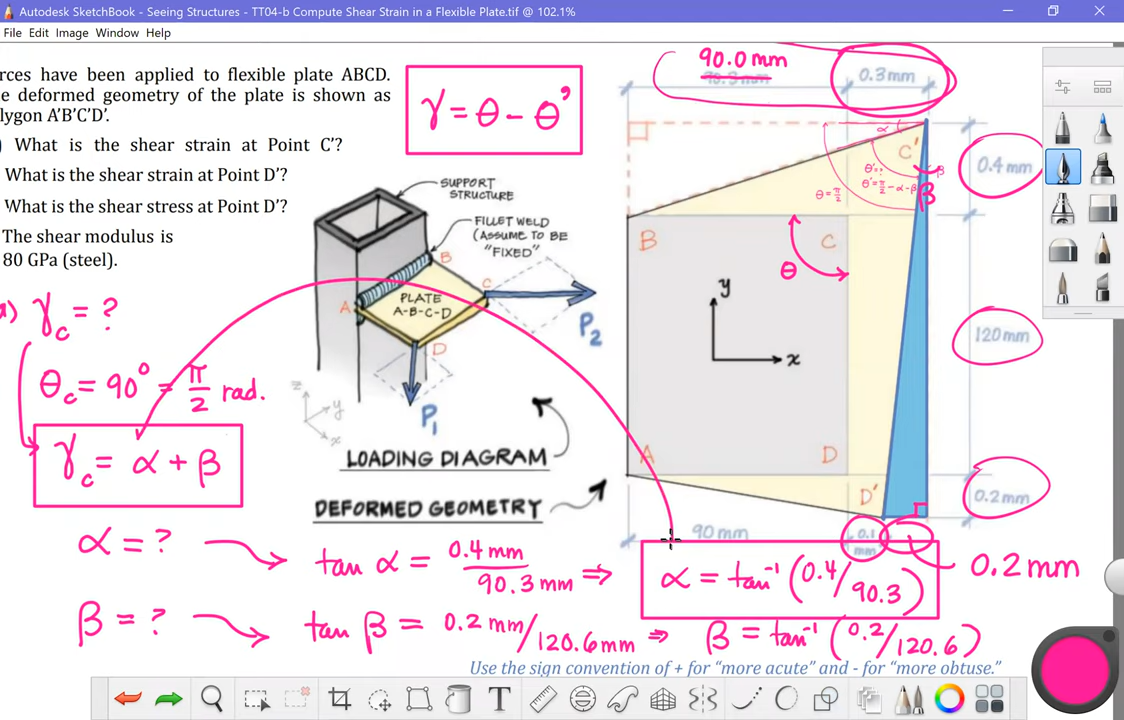 Autodesk SketchBook - Seeing Structures - TT04-b Compute Shear Strain in a Flexible Plate.tif @ 102.1%
File Edit Image Window Help
rces have been applied to flexible plate ABCD.
e deformed geometry of the plate is shown as
lygon A’B’C’D’.
) What is the shear strain at Point C’?
What is the shear strain at Point D’?
What is the shear stress at Point D’?
The shear modulus is
80 GPa (steel).
γ = θ - θ'
a) γc = ?
θc = 90° = π/2 rad.
γc = α + β
SUPPORT
STRUCTURE
FILLET WELD
(ASSUME TO BE
"FIXED")
B
C
A
PLATE
A-B-C-D
D
P2
P1
z
y
x
LOADING DIAGRAM
DEFORMED GEOMETRY
90.0 mm
0.3mm
α
C'
θ'=?
θ'=π/2-α-β
θ=π/2
β
β
0.4 mm
B
C
θ
y
x
120mm
A
D
D'
0.2mm
90 mm
0.1
mm
0.2 mm
α = ?
tan α = 0.4 mm/90.3 mm ⇒ α = tan⁻¹(0.4/90.3)
β = ?
tan β = 0.2 mm/120.6mm ⇒ β = tan⁻¹(0.2/120.6)
Use the sign convention of + for “more acute” and - for “more obtuse.”
T